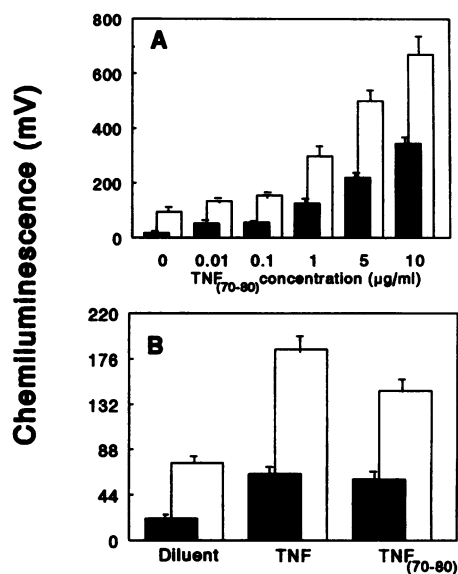 Chemiluminescence (mV)
A
800
600
400
200
0
0 0.01 0.1 1 5 10
TNF(70-80) concentration (µg/ml)
B
220
176
132
88
44
0
Diluent TNF TNF(70-80)